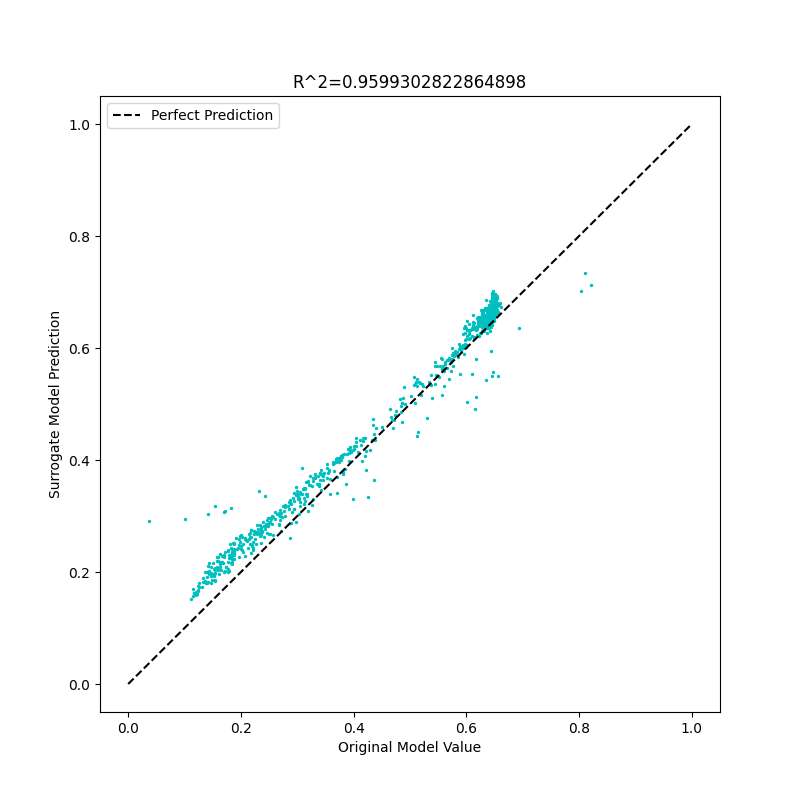 R^2=0.9599302822864898
Perfect Prediction
1.0
0.8
0.6
0.4
0.2
0.0
Surrogate Model Prediction
0.0 0.2 0.4 0.6 0.8 1.0
Original Model Value